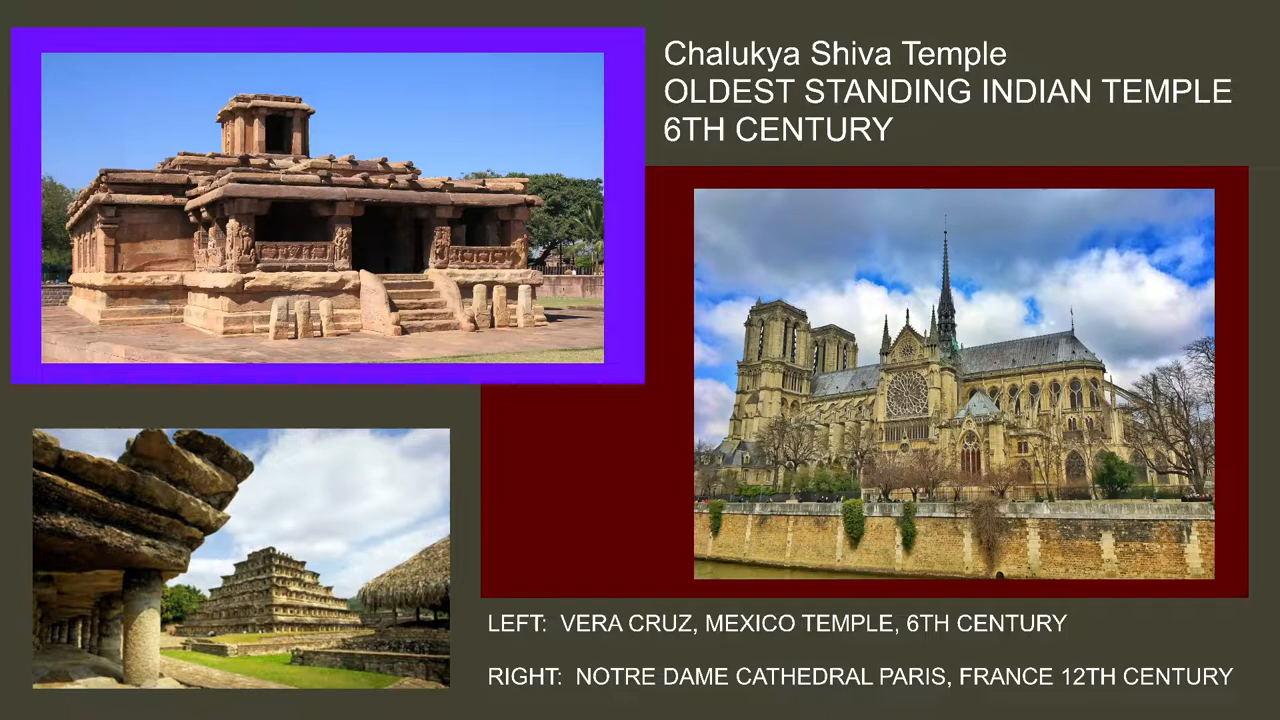 Chalukya Shiva Temple
OLDEST STANDING INDIAN TEMPLE
6TH CENTURY
LEFT: VERA CRUZ, MEXICO TEMPLE, 6TH CENTURY
RIGHT: NOTRE DAME CATHEDRAL PARIS, FRANCE 12TH CENTURY